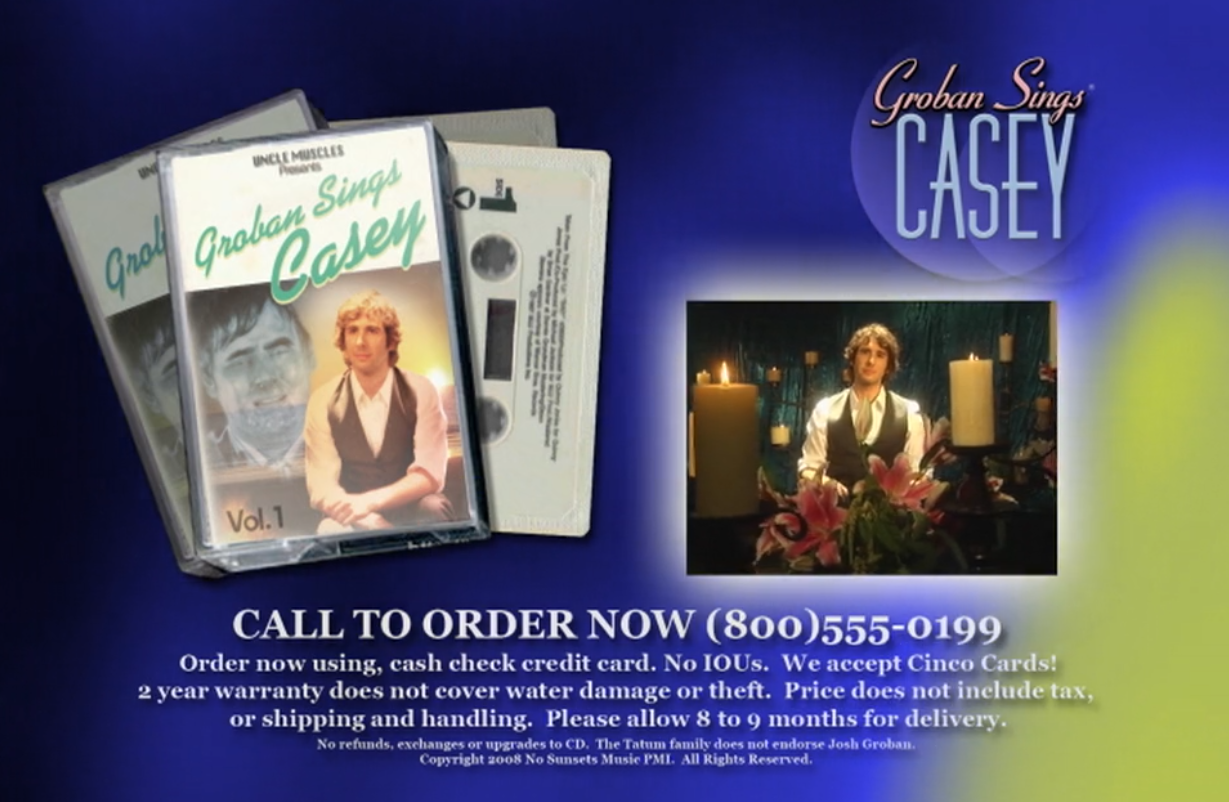 UNCLE MUSCLES
Presents
Groban Sings
Casey
Vol.1
SIDE
1
Groban Sings
CASEY
CALL TO ORDER NOW (800)555-0199
Order now using, cash check credit card. No IOUs. We accept Cinco Cards!
2 year warranty does not cover water damage or theft. Price does not include tax,
or shipping and handling. Please allow 8 to 9 months for delivery.
No refunds, exchanges or upgrades to CD. The Tatum family does not endorse Josh Groban.
Copyright 2008 No Sunsets Music PMI. All Rights Reserved.